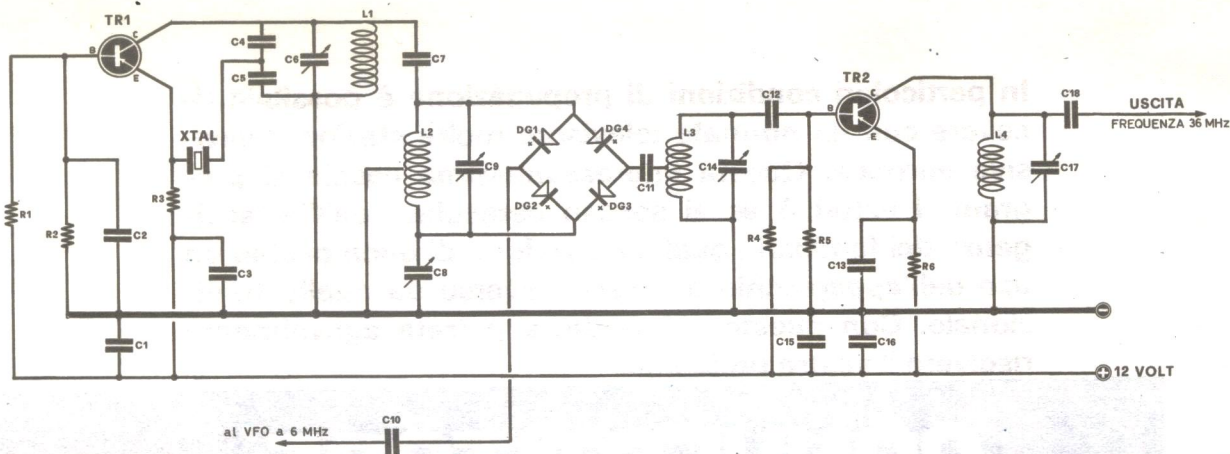 TR1
B
C
E
C4
C5
C6
L1
C7
XTAL
R1
R2
R3
C2
C3
C1
L2
C9
C8
DG1
DG4
DG2
DG3
C11
L3
C14
C12
TR2
B
E
R4
R5
C13
R6
C15
C16
L4
C17
C18
USCITA
FREQUENZA 36 MHz
12 VOLT
al VFO a 6 MHz
C10